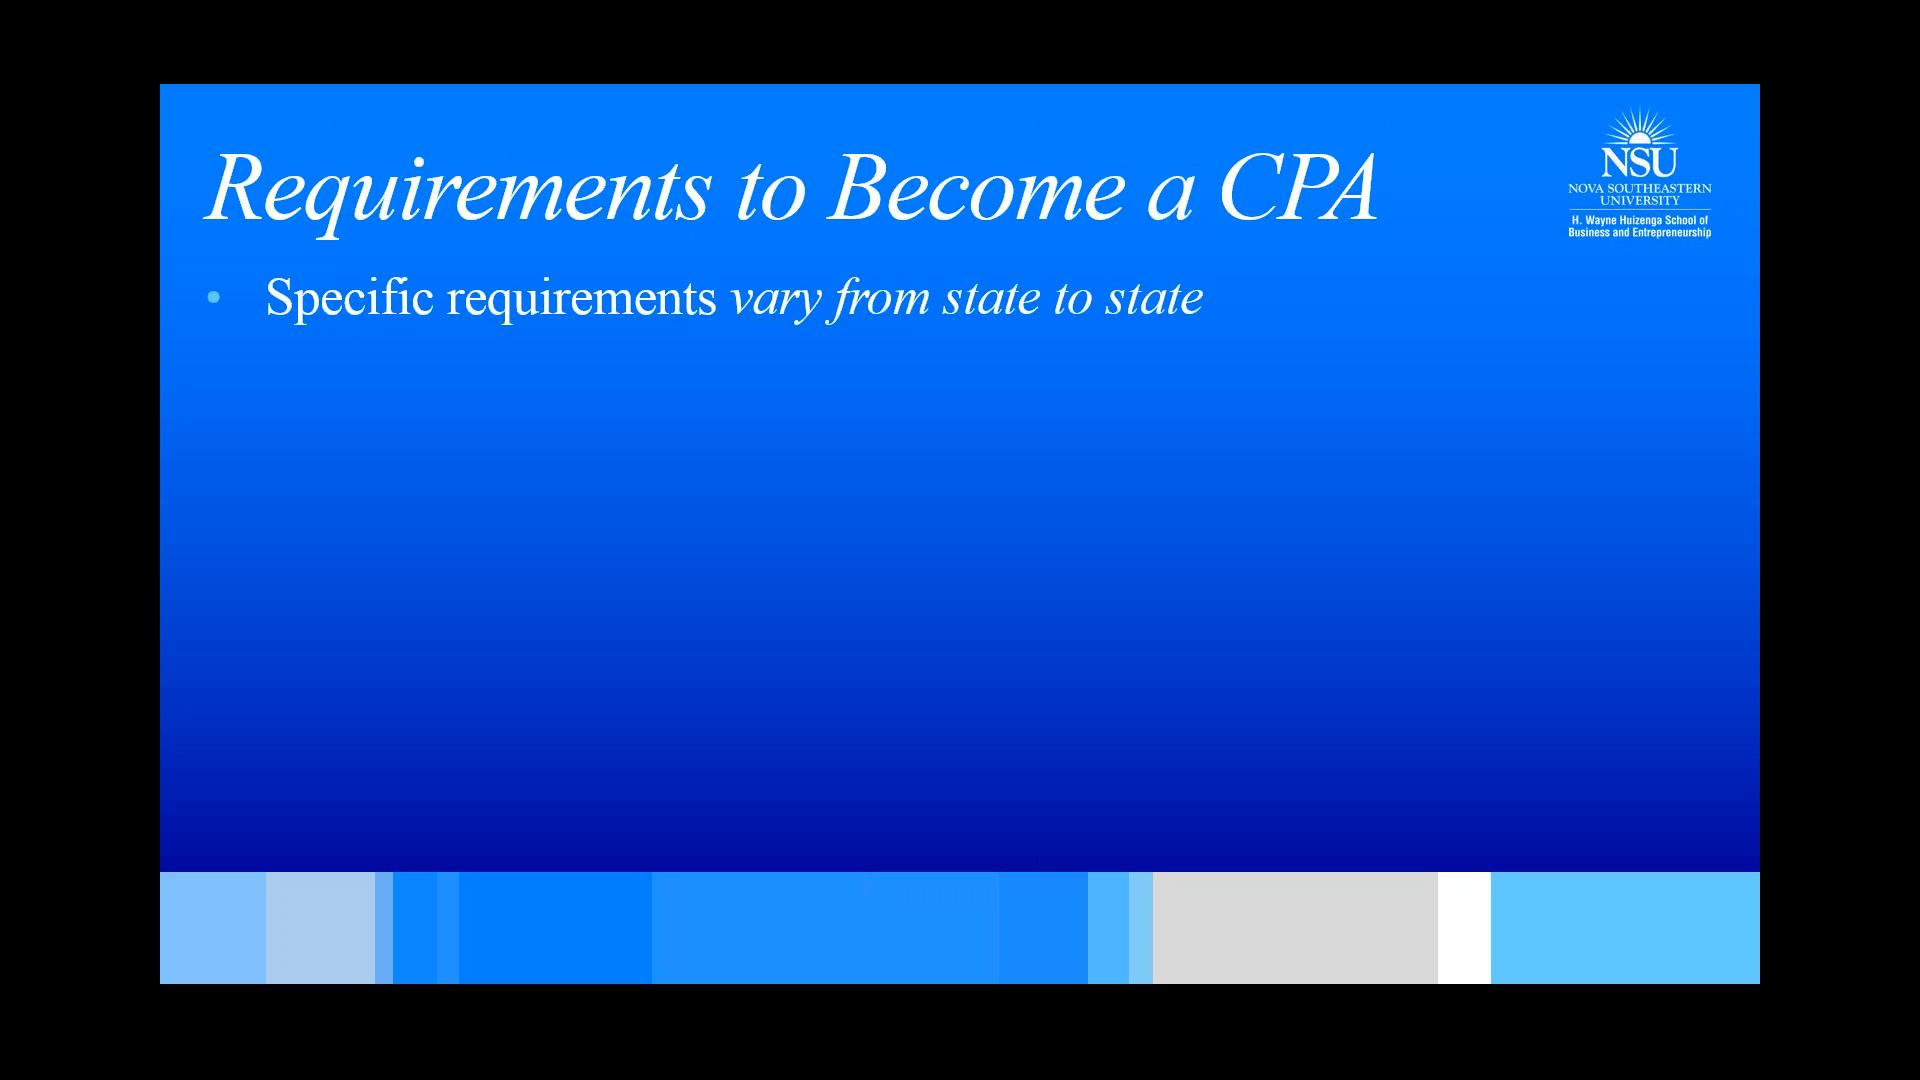 Requirements to Become a CPA
NSU
NOVA SOUTHEASTERN
UNIVERSITY
H. Wayne Huizenga School of
Business and Entrepreneurship
• Specific requirements vary from state to state